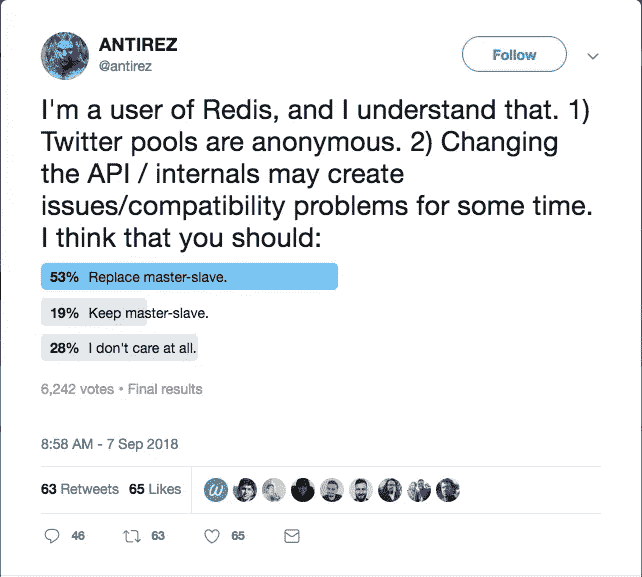 ANTIREZ
@antirez
Follow
I'm a user of Redis, and I understand that. 1)
Twitter pools are anonymous. 2) Changing
the API / internals may create
issues/compatibility problems for some time.
I think that you should:
53% Replace master-slave.
19% Keep master-slave.
28% I don't care at all.
6,242 votes • Final results
8:58 AM - 7 Sep 2018
63 Retweets 65 Likes
46 63 65